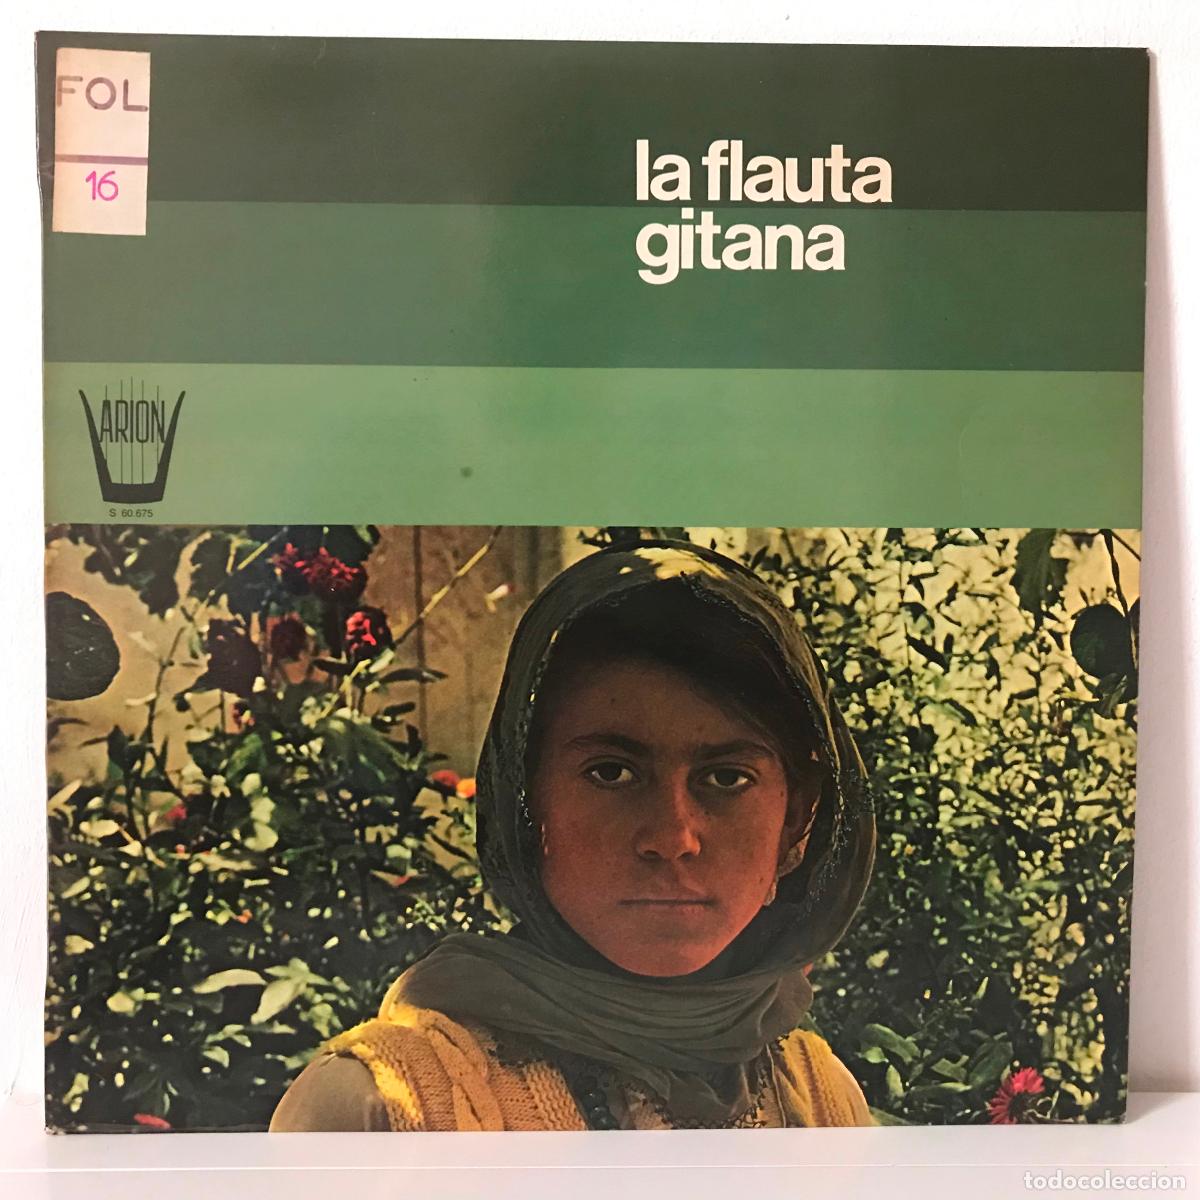 FOL
16
la flauta
gitana
ARION
S 60.675
todocoleccion